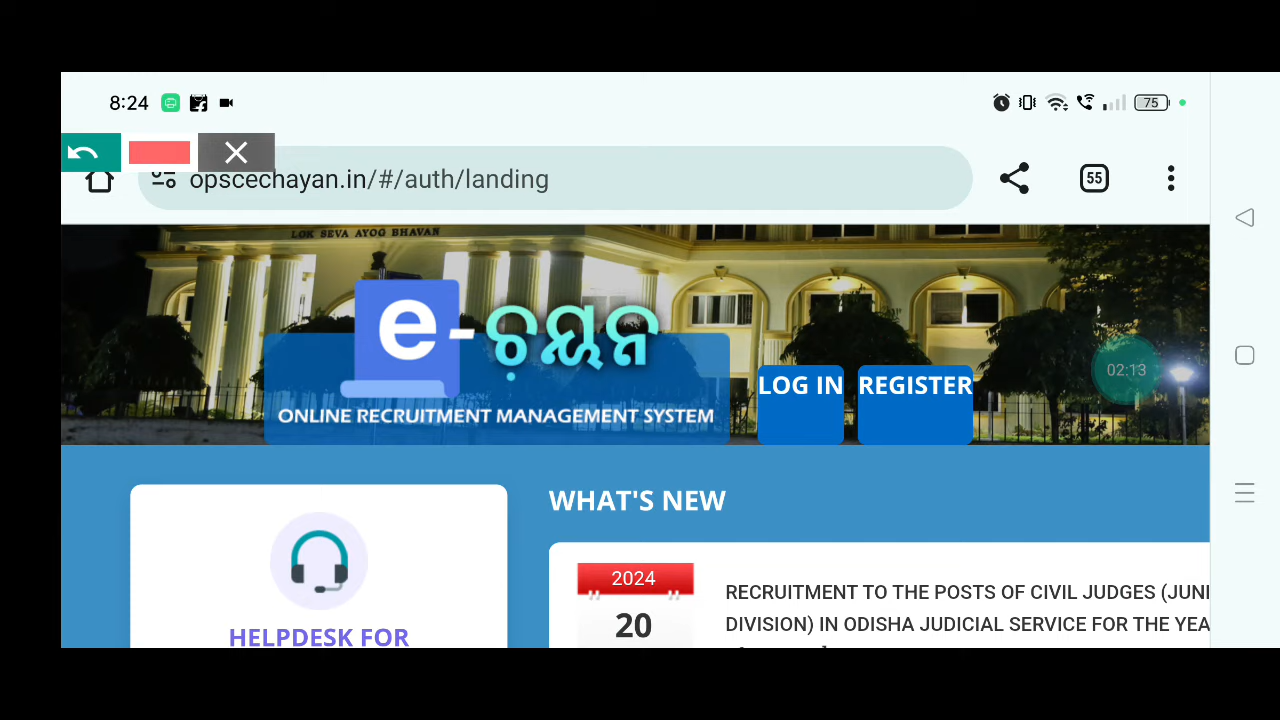 8:24
75
opscechayan.in/#/auth/landing
55
LOK SEVA AYOG BHAVAN
e-ଚୟନ
ONLINE RECRUITMENT MANAGEMENT SYSTEM
LOG IN
REGISTER
02:13
WHAT'S NEW
2024
20
RECRUITMENT TO THE POSTS OF CIVIL JUDGES (JUNI
DIVISION) IN ODISHA JUDICIAL SERVICE FOR THE YEA
HELPDESK FOR